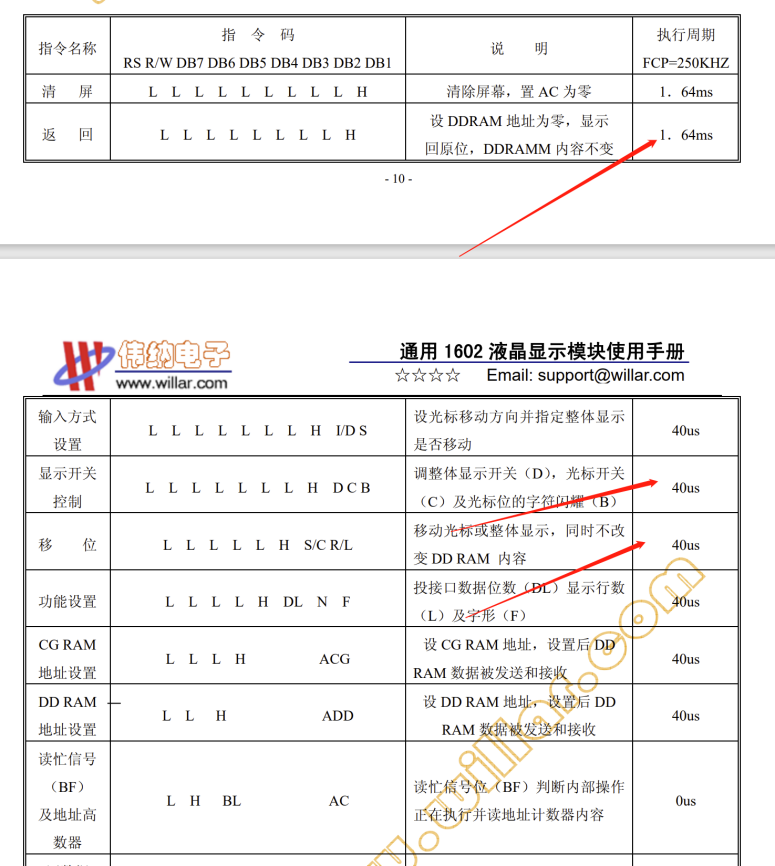 指令名称
指 令 码
RS R/W DB7 DB6 DB5 DB4 DB3 DB2 DB1
说 明
执行周期
FCP=250KHZ
清 屏
L L L L L L L L L H
清除屏幕，置 AC 为零
1．64ms
返 回
L L L L L L L L H
设 DDRAM 地址为零，显示
回原位，DDRAMM 内容不变
1．64ms
- 10 -
伟纳电子
www.willar.com
通用 1602 液晶显示模块使用手册
☆☆☆☆ Email: support@willar.com
输入方式
设置
L L L L L L L H I/D S
设光标移动方向并指定整体显示
是否移动
40us
显示开关
控制
L L L L L L L H D C B
调整体显示开关（D），光标开关
（C）及光标位的字符闪耀（B）
40us
移 位
L L L L L H S/C R/L
移动光标或整体显示，同时不改
变 DD RAM 内容
40us
功能设置
L L L L H DL N F
投接口数据位数（DL）显示行数
（L）及字形（F）
40us
CG RAM
地址设置
L L L H ACG
设 CG RAM 地址，设置后 DD
RAM 数据被发送和接收
40us
DD RAM
地址设置
L L H ADD
设 DD RAM 地址，设置后 DD
RAM 数据被发送和接收
40us
读忙信号
（BF）
及地址高
数器
L H BL AC
读忙信号位（BF）判断内部操作
正在执行并读地址计数器内容
0us
www.willar.com